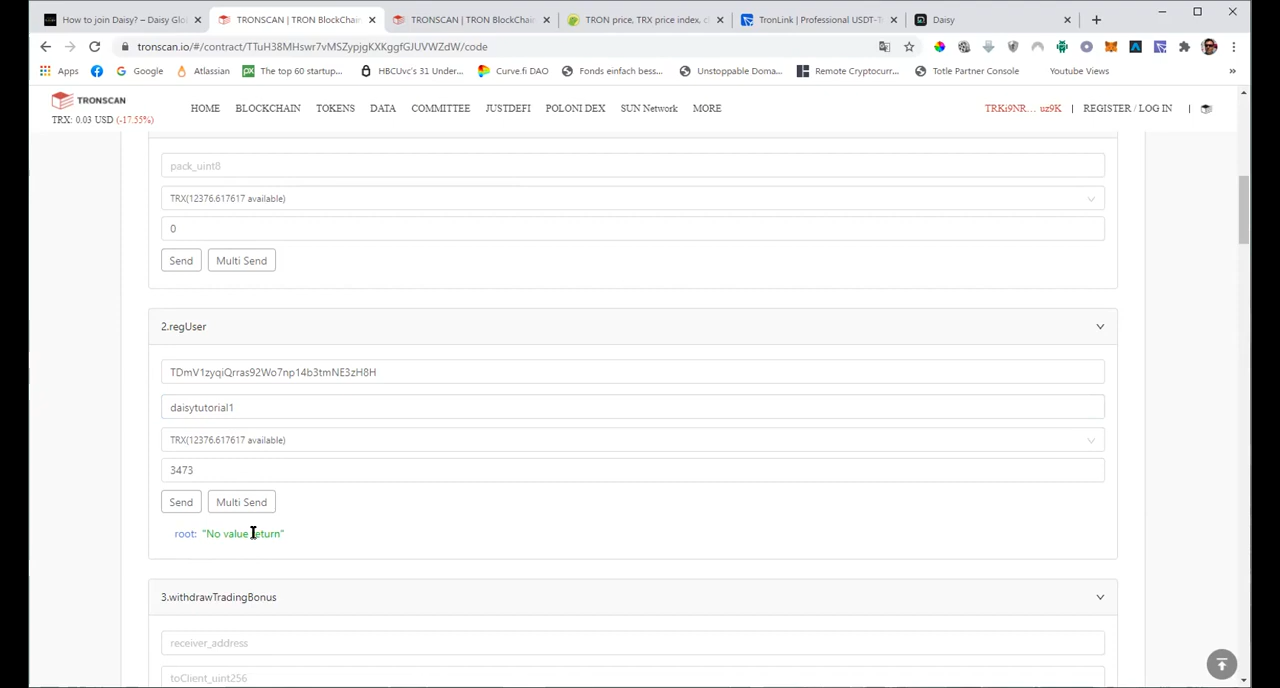 How to join Daisy? – Daisy Glo
TRONSCAN | TRON BlockChain
TRONSCAN | TRON BlockChain
TRON price, TRX price index, c
TronLink | Professional USDT-T
Daisy
tronscan.io/#/contract/TTuH38MHswr7vMSZypjgKXKggfGJUVWZdW/code
Apps
Google
Atlassian
The top 60 startup...
HBCUvc's 31 Under...
Curve.fi DAO
Fonds einfach bess...
Unstoppable Doma...
Remote Cryptocurr...
Totle Partner Console
Youtube Views
»
TRONSCAN
TRX: 0.03 USD (-17.55%)
HOME
BLOCKCHAIN
TOKENS
DATA
COMMITTEE
JUSTDEFI
POLONI DEX
SUN Network
MORE
TRKi9NR... uz9K | REGISTER / LOG IN |
pack_uint8
TRX(12376.617617 available)
0
Send
Multi Send
2.regUser
TDmV1zyqiQrras92Wo7np14b3tmNE3zH8H
daisytutorial1
TRX(12376.617617 available)
3473
Send
Multi Send
root: "No value return"
3.withdrawTradingBonus
receiver_address
toClient_uint256